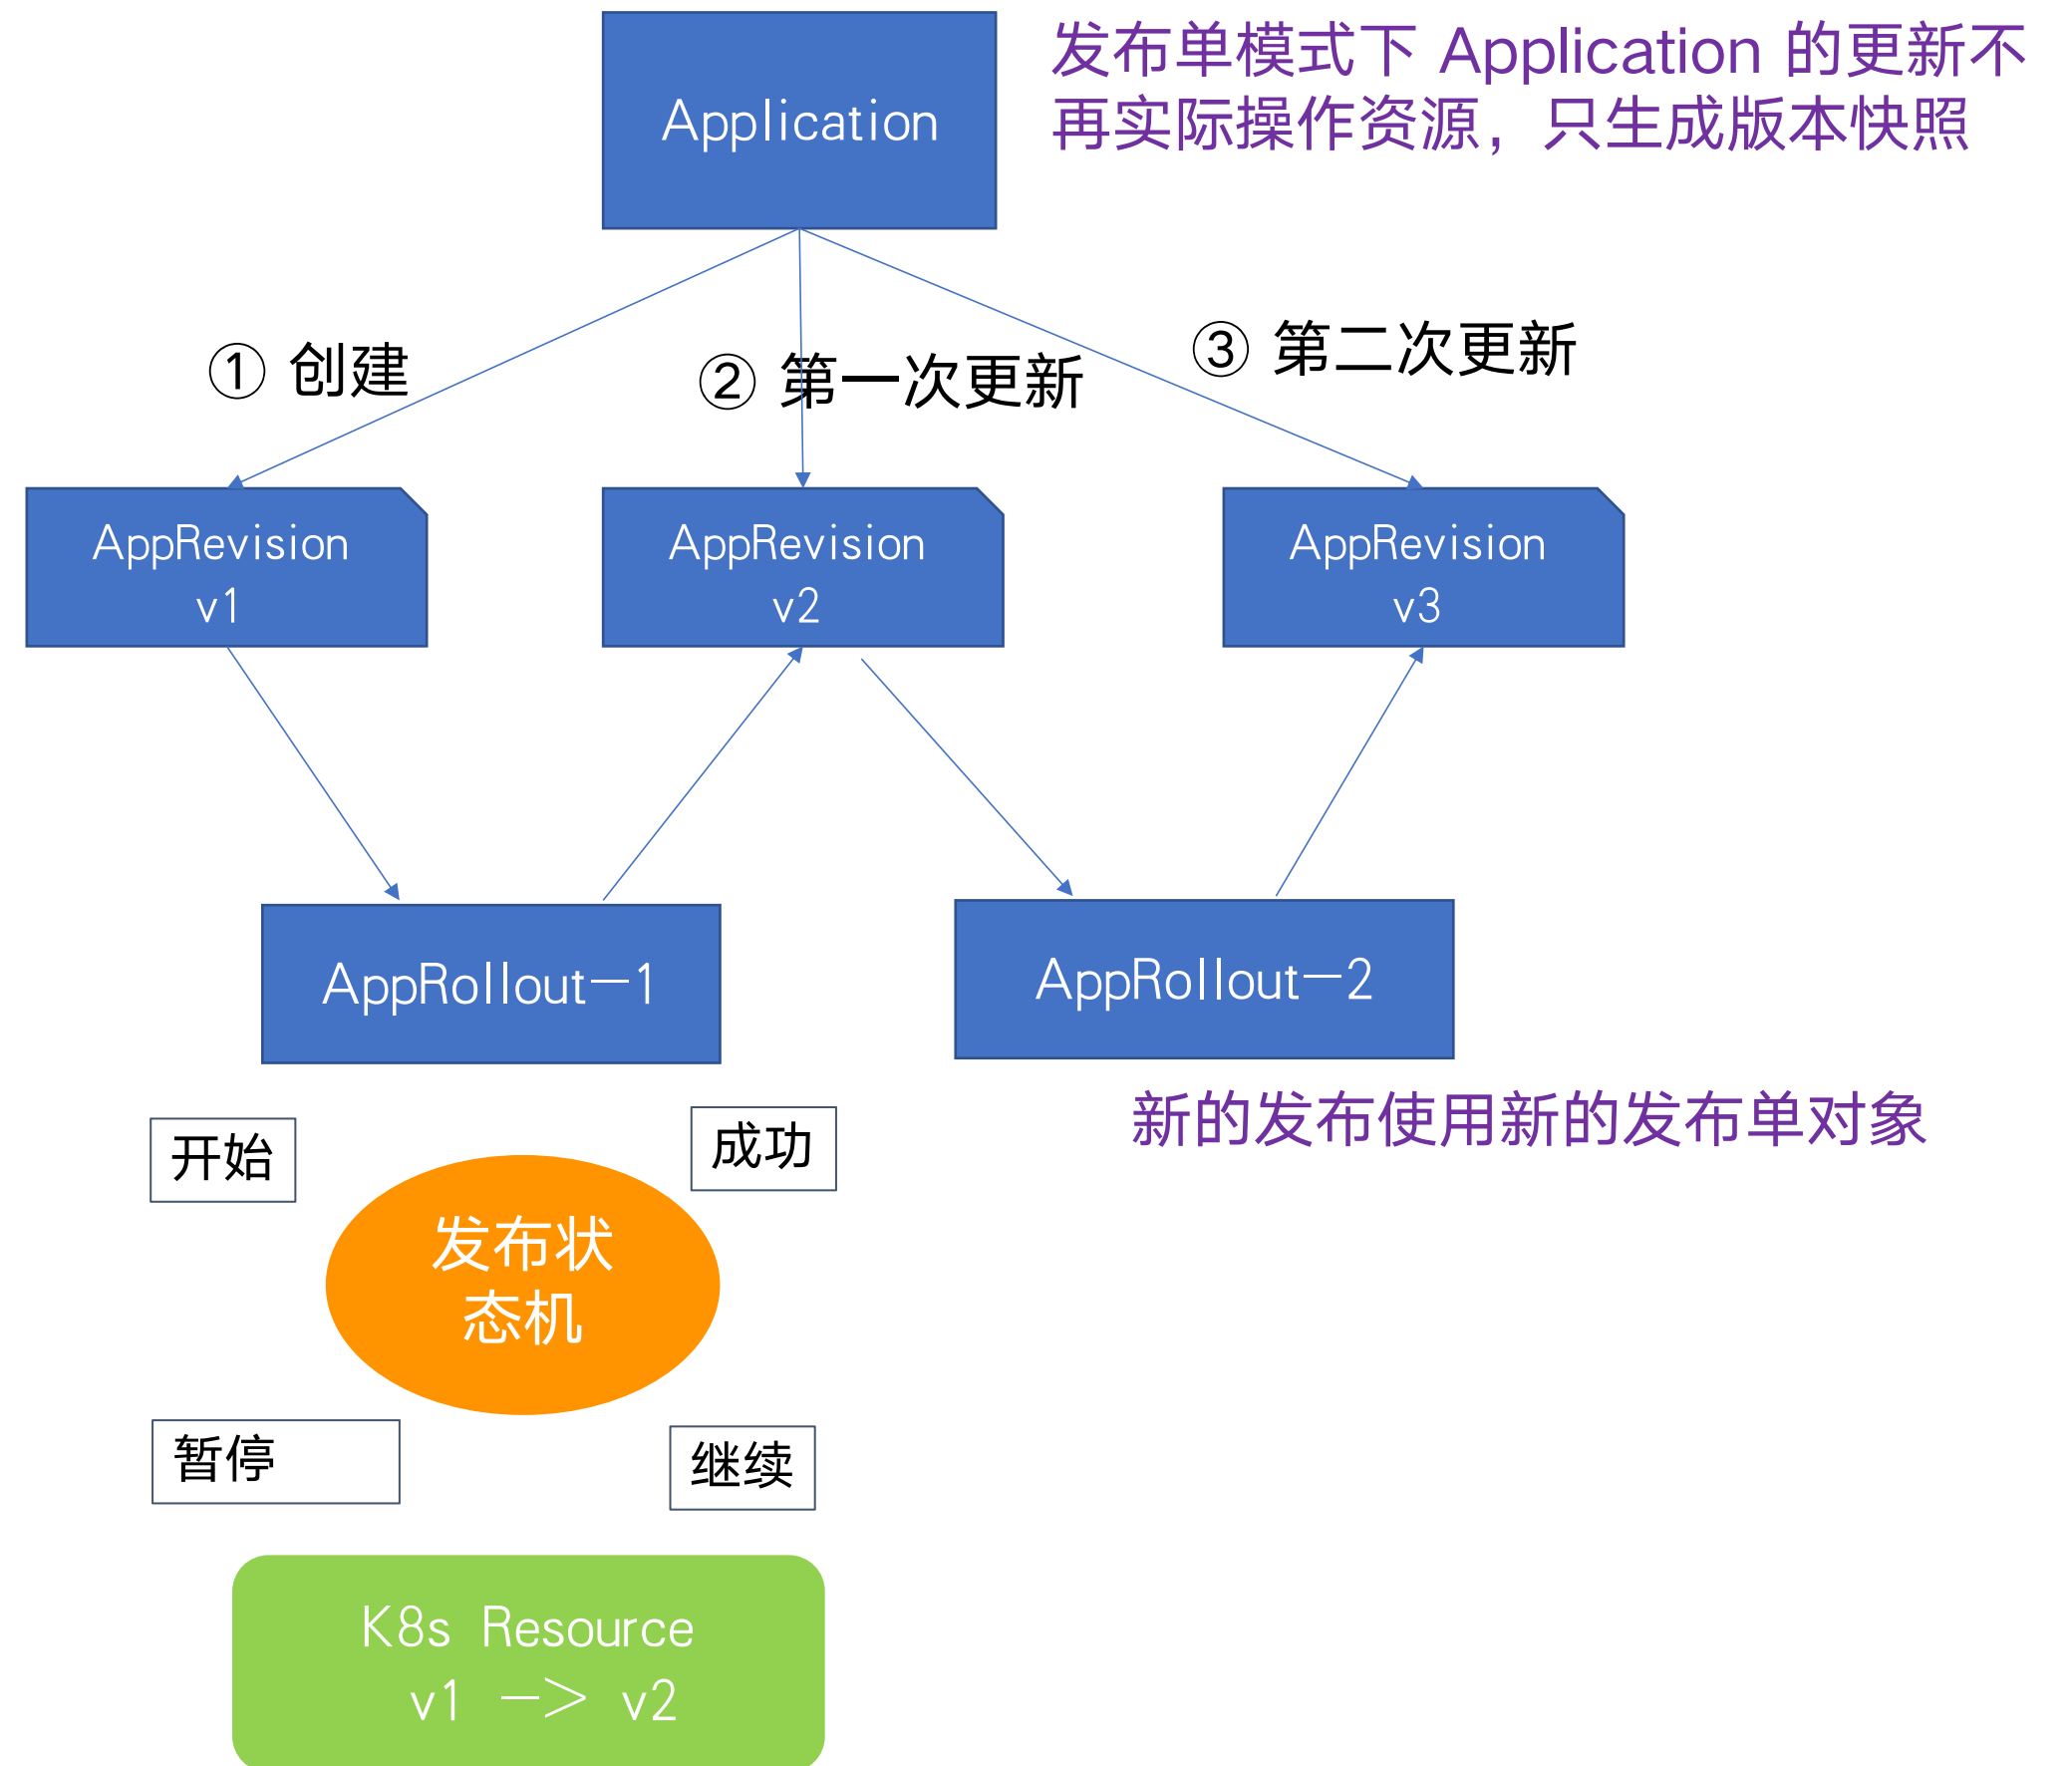 Application
发布单模式下 Application 的更新不
再实际操作资源，只生成版本快照
① 创建
② 第一次更新
③ 第二次更新
AppRevision
v1
AppRevision
v2
AppRevision
v3
AppRollout-1
AppRollout-2
新的发布使用新的发布单对象
开始
成功
发布状
态机
暂停
继续
K8s Resource
v1 -> v2